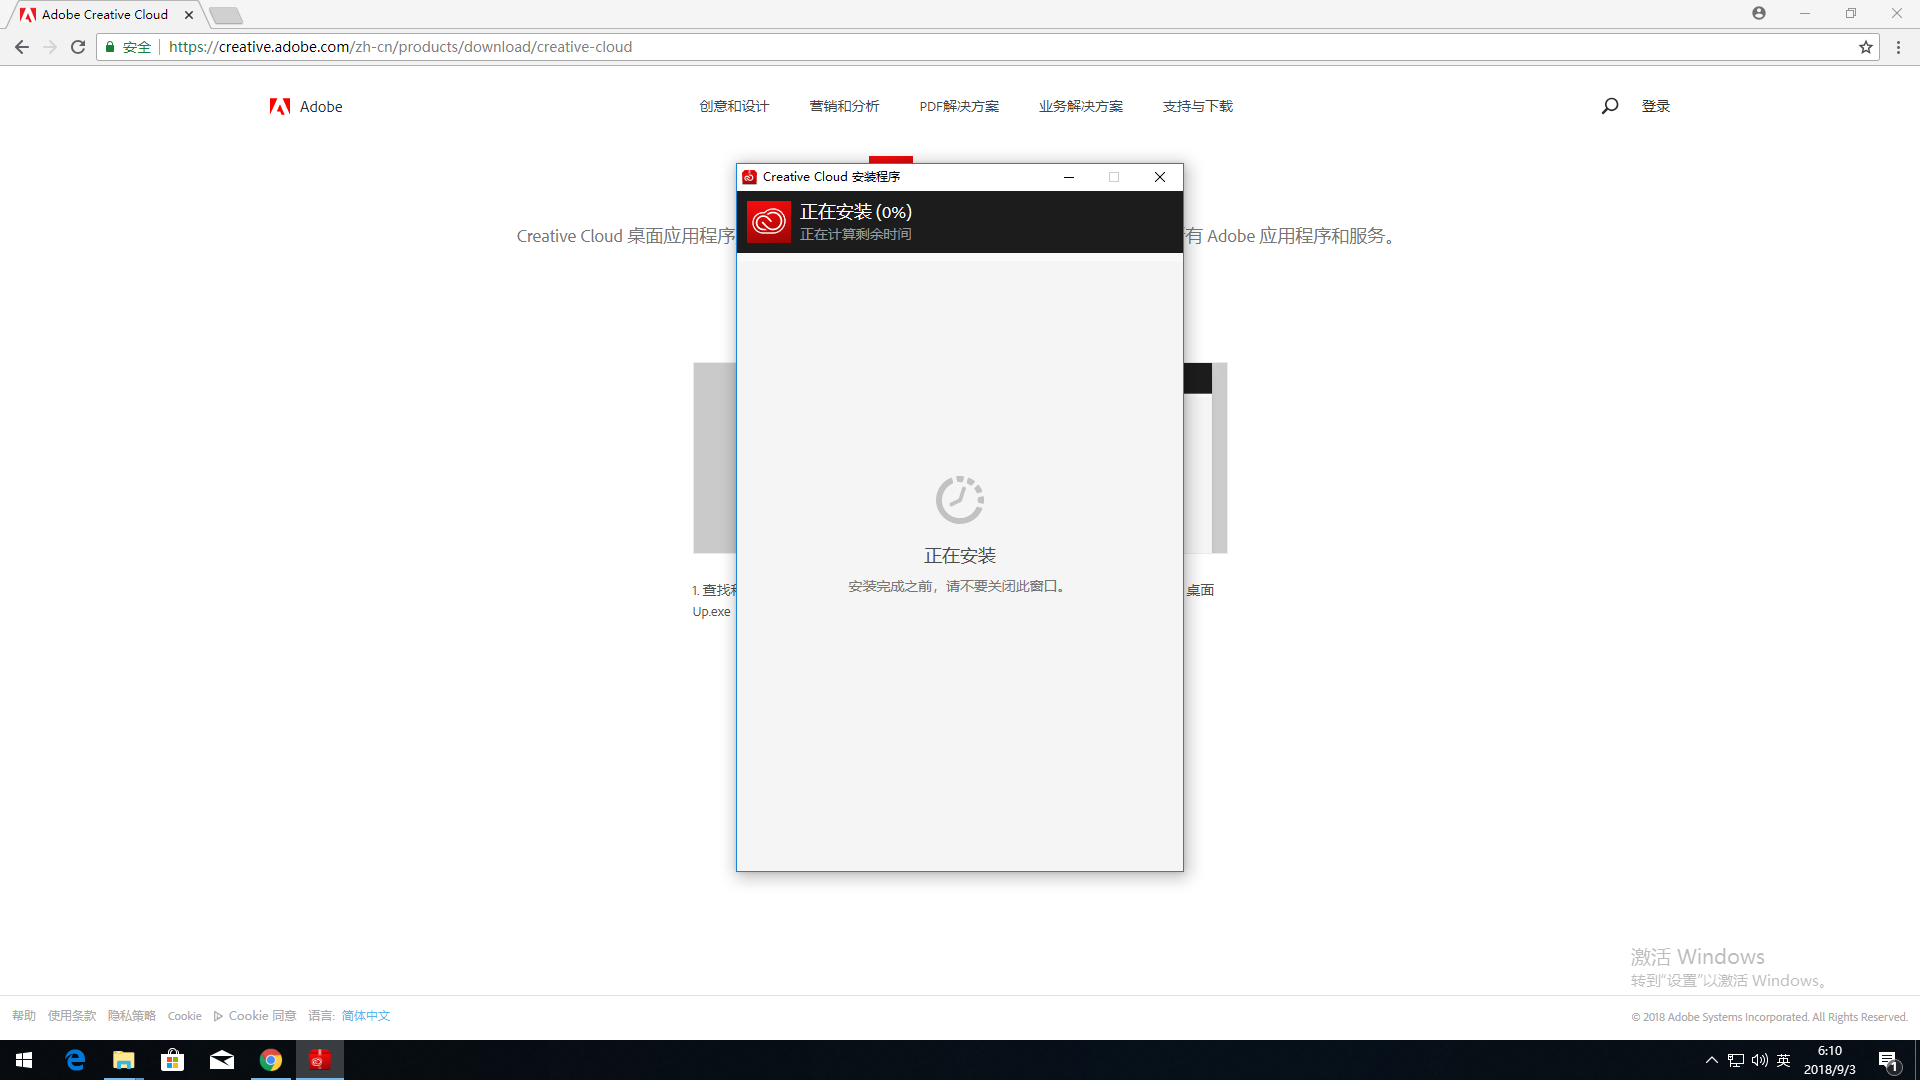 Adobe Creative Cloud
安全
https://creative.adobe.com/zh-cn/products/download/creative-cloud
Adobe
创意和设计
营销和分析
PDF解决方案
业务解决方案
支持与下载
登录
Creative Cloud 安装程序
正在安装 (0%)
正在计算剩余时间
Creative Cloud 桌面应用程序
有 Adobe 应用程序和服务。
正在安装
安装完成之前，请不要关闭此窗口。
1. 查找
桌面
Up.exe
激活 Windows
转到"设置"以激活 Windows。
帮助 使用条款 隐私策略 Cookie Cookie 同意 语言: 简体中文
© 2018 Adobe Systems Incorporated. All Rights Reserved.
英
6:10
2018/9/3
1